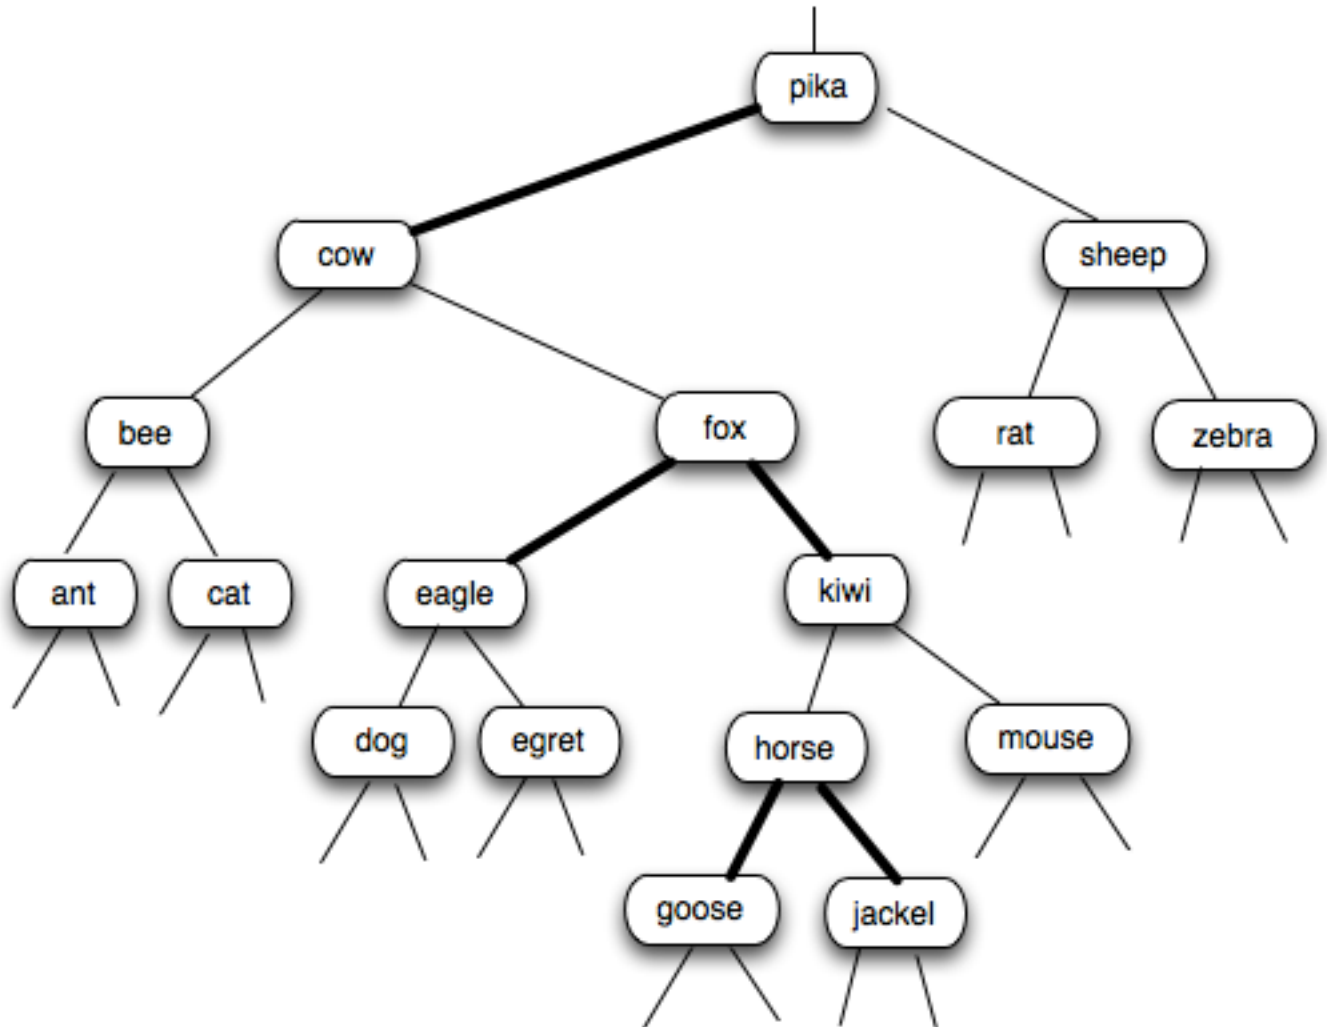 pika
cow
sheep
bee
fox
rat
zebra
ant
cat
eagle
kiwi
dog
egret
horse
mouse
goose
jackel